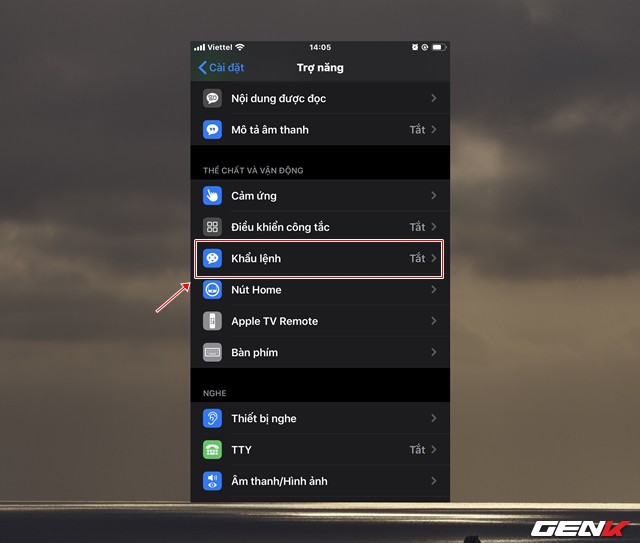 Viettel 14:05
Cài đặt Trợ năng
Nội dung được đọc
Mô tả âm thanh Tắt
THỂ CHẤT VÀ VẬN ĐỘNG
Cảm ứng
Điều khiển công tắc Tắt
Khẩu lệnh Tắt
Nút Home
Apple TV Remote
Bàn phím
NGHE
Thiết bị nghe
TTY Tắt
Âm thanh/Hình ảnh
GENK